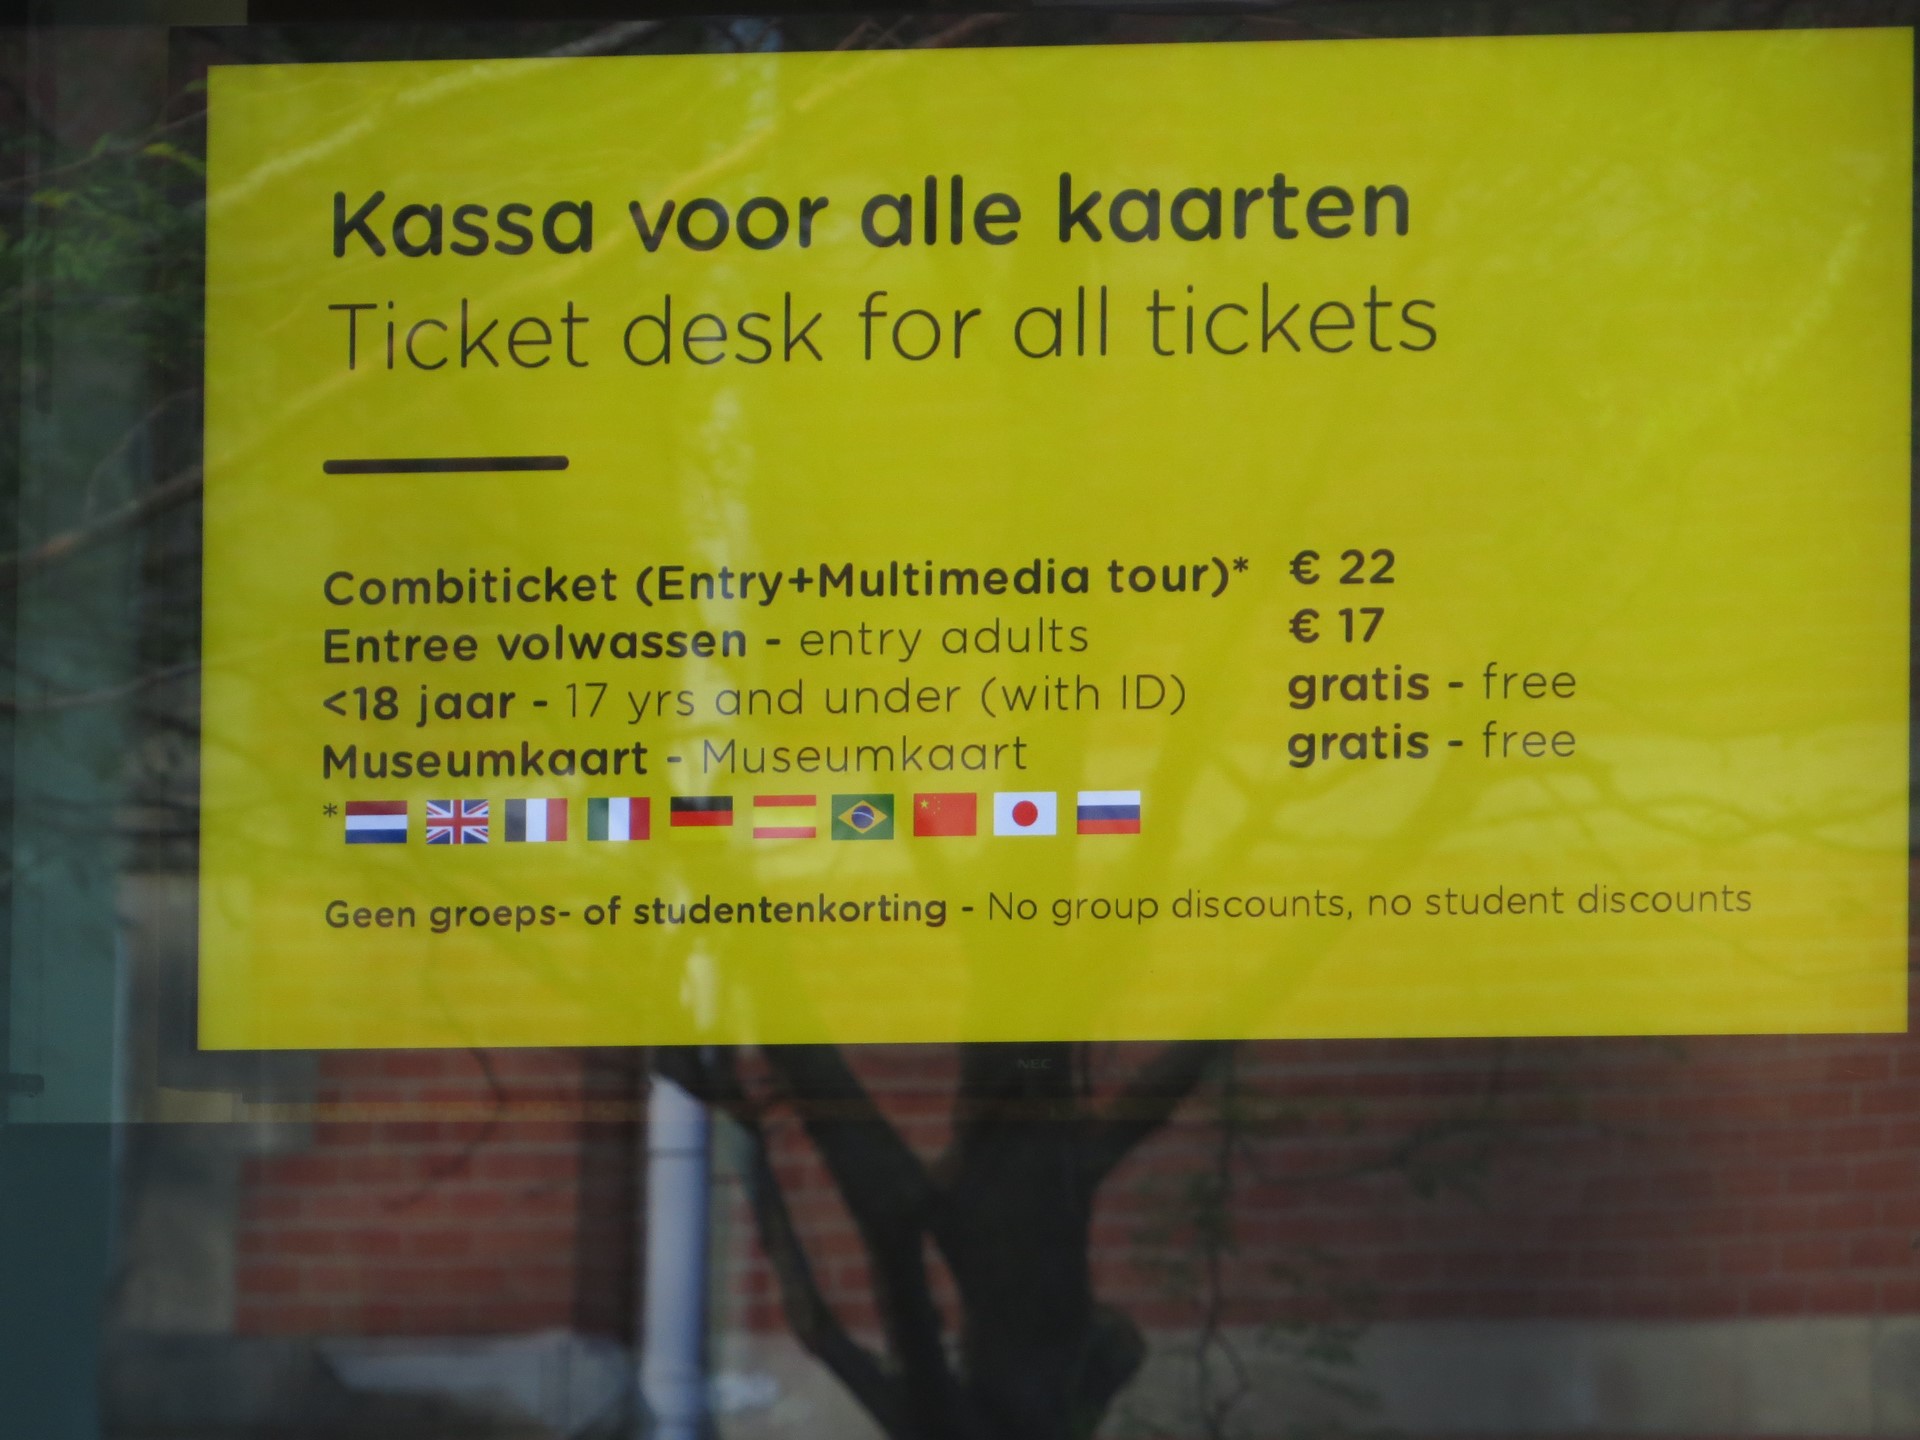 Kassa voor alle kaarten
Ticket desk for all tickets
Combiticket (Entry+Multimedia tour)* € 22
Entree volwassen - entry adults € 17
<18 jaar - 17 yrs and under (with ID) gratis - free
Museumkaart - Museumkaart gratis - free
*
Geen groeps- of studentenkorting - No group discounts, no student discounts
NEC